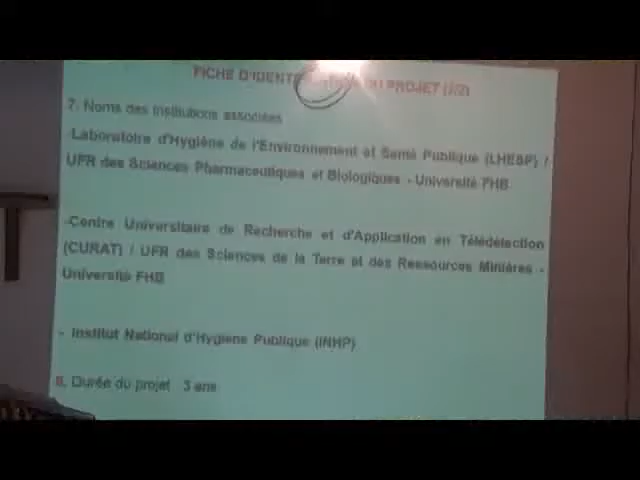 FICHE D'IDENTIFICATION DU PROJET (2/2)
7. Noms des institutions associées
-Laboratoire d'Hygiène de l'Environnement et Santé Publique (LHESP) /
UFR des Sciences Pharmaceutiques et Biologiques - Université FHB
-Centre Universitaire de Recherche et d'Application en Télédétection
(CURAT) / UFR des Sciences de la Terre et des Ressources Minières -
Université FHB
- Institut National d'Hygiène Publique (INHP)
8. Durée du projet 3 ans